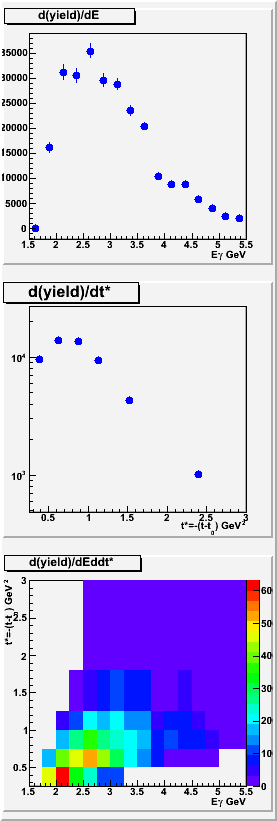 d(yield)/dE
35000
30000
25000
20000
15000
10000
5000
0
1.5 2 2.5 3 3.5 4 4.5 5 5.5
Eγ GeV
d(yield)/dt*
10⁴
10³
0.5 1 1.5 2 2.5 3
t*=-(t-t₀) GeV²
d(yield)/dEddt*
t*=-(t-t₀) GeV²
3
2.5
2
1.5
1
0.5
60
50
40
30
20
10
0
1.5 2 2.5 3 3.5 4 4.5 5 5.5
Eγ GeV